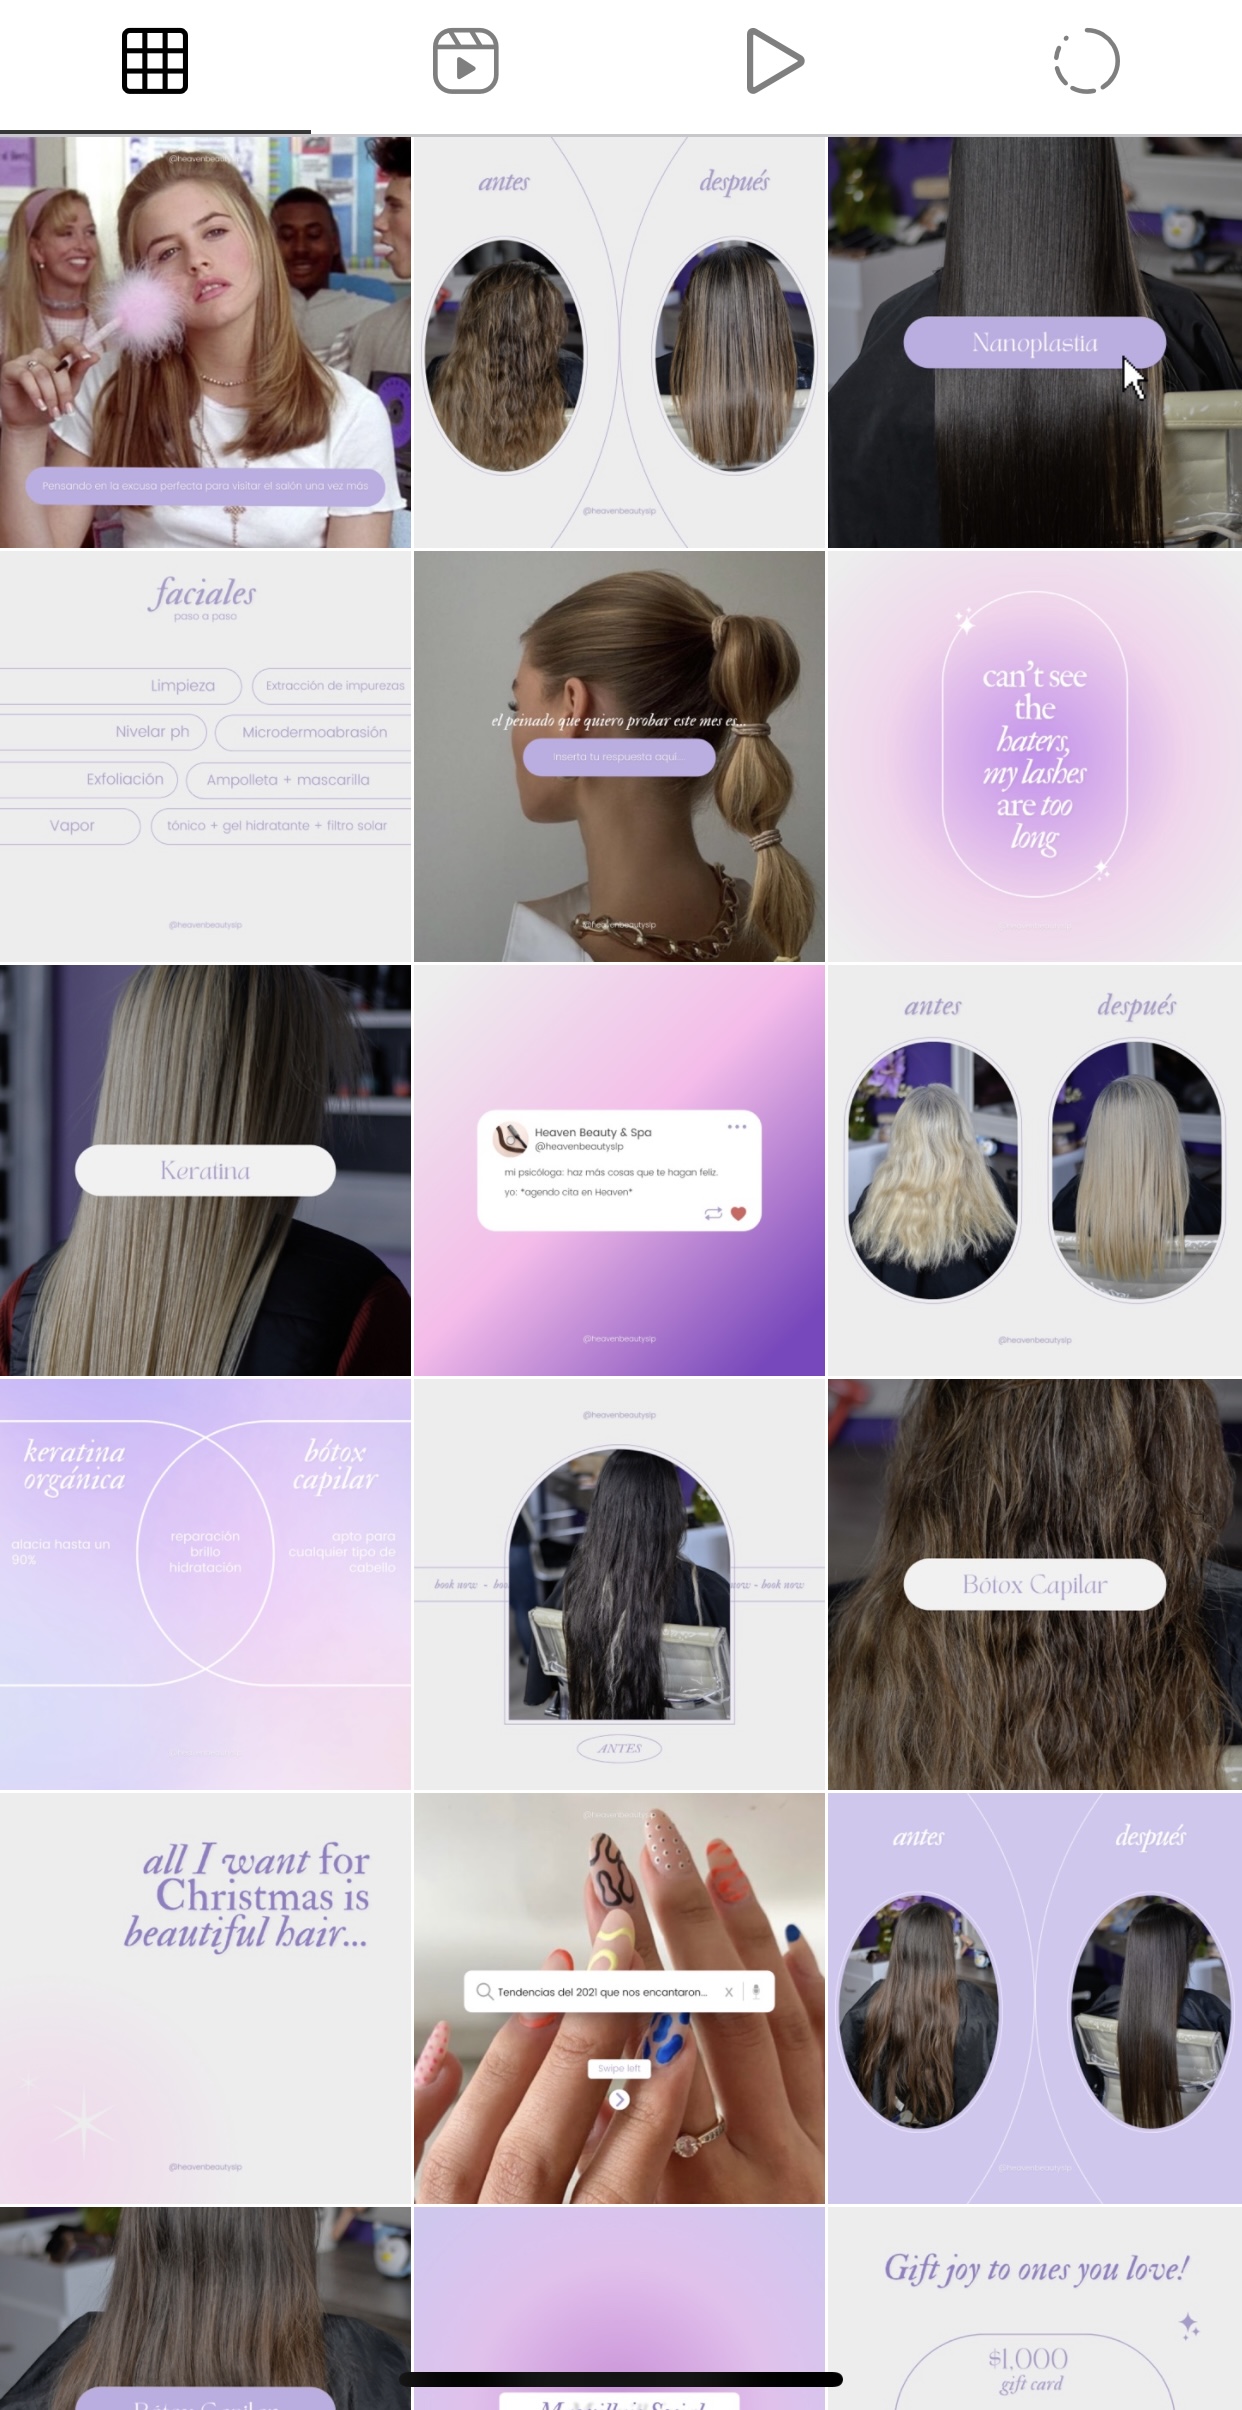 @heavenbeautyslp
Pensando en la excusa perfecta para visitar el salón una vez más
antes
después
@heavenbeautyslp
Nanoplastia
faciales
paso a paso
Limpieza
Extracción de impurezas
Nivelar ph
Microdermoabrasión
Exfoliación
Ampolleta + mascarilla
Vapor
tónico + gel hidratante + filtro solar
@heavenbeautyslp
el peinado que quiero probar este mes es...
Inserta tu respuesta aquí...
@heavenbeautyslp
can't see
the
haters,
my lashes
are too
long
Keratina
Heaven Beauty & Spa
@heavenbeautyslp
mi psicóloga: haz más cosas que te hagan feliz.
yo: *agendo cita en Heaven*
@heavenbeautyslp
antes
después
@heavenbeautyslp
keratina
orgánica
bótox
capilar
alacia hasta un
90%
reparación
brillo
hidratación
apto para
cualquier tipo de
cabello
@heavenbeautyslp
book now - boo
now - book now
ANTES
Bótox Capilar
all I want for
Christmas is
beautiful hair...
@heavenbeautyslp
@heavenbeautyslp
Tendencias del 2021 que nos encantaron...
X
Swipe left
antes
después
@heavenbeautyslp
Bótox Capilar
Gift joy to ones you love!
$1,000
gift card